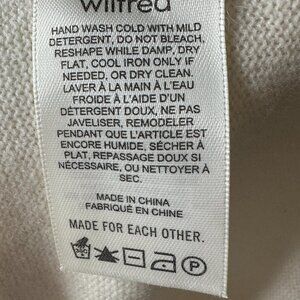 wilfred
HAND WASH COLD WITH MILD
DETERGENT, DO NOT BLEACH,
RESHAPE WHILE DAMP, DRY
FLAT, COOL IRON ONLY IF
NEEDED, OR DRY CLEAN.
LAVER À LA MAIN À L'EAU
FROIDE À L'AIDE D'UN
DÉTERGENT DOUX, NE PAS
JAVELISER, REMODELER
PENDANT QUE L'ARTICLE EST
ENCORE HUMIDE, SÉCHER À
PLAT, REPASSAGE DOUX SI
NÉCESSAIRE, OU NETTOYER À
SEC.
MADE IN CHINA
FABRIQUÉ EN CHINE
MADE FOR EACH OTHER.
P